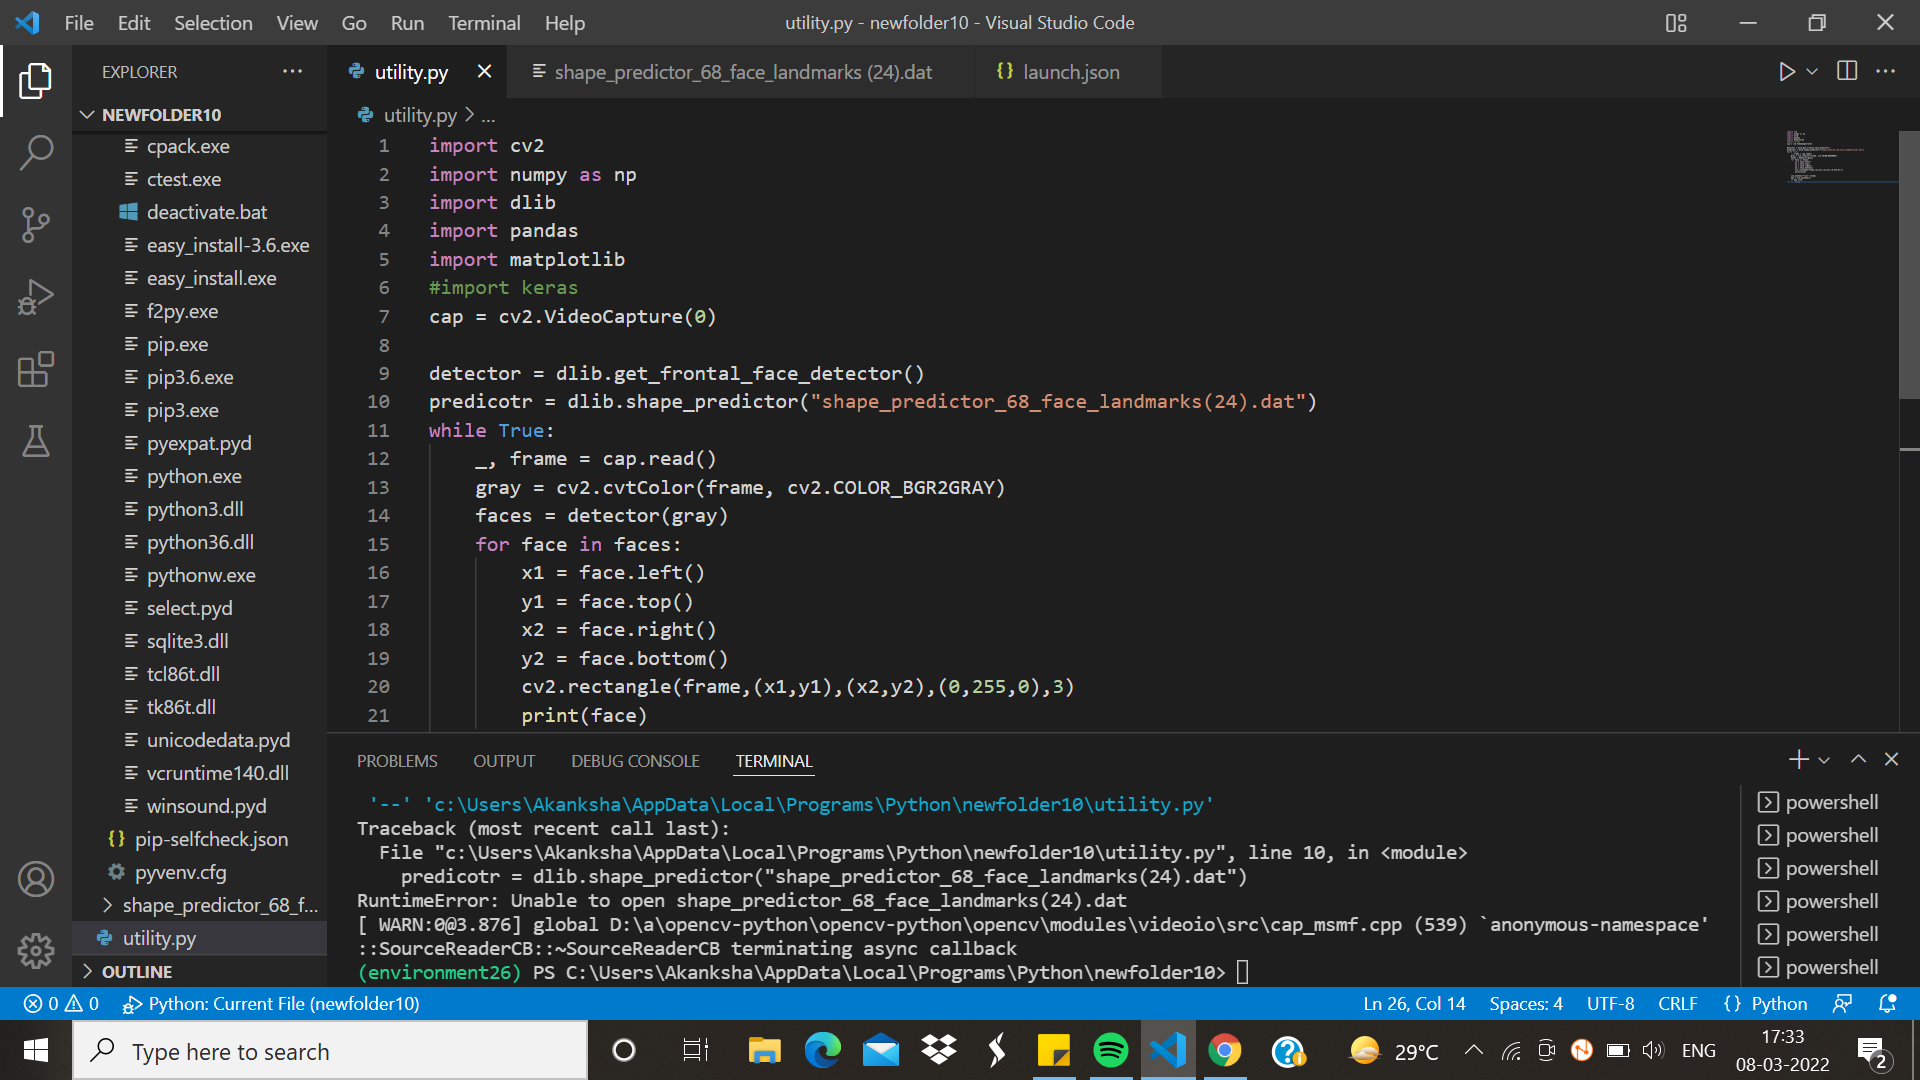 File Edit Selection View Go Run Terminal Help
utility.py - newfolder10 - Visual Studio Code
EXPLORER
utility.py
shape_predictor_68_face_landmarks (24).dat
{} launch.json
NEWFOLDER10
utility.py > ...
cpack.exe
ctest.exe
deactivate.bat
easy_install-3.6.exe
easy_install.exe
f2py.exe
pip.exe
pip3.6.exe
pip3.exe
pyexpat.pyd
python.exe
python3.dll
python36.dll
pythonw.exe
select.pyd
sqlite3.dll
tcl86t.dll
tk86t.dll
unicodedata.pyd
vcruntime140.dll
winsound.pyd
{} pip-selfcheck.json
pyvenv.cfg
> shape_predictor_68_f...
utility.py
> OUTLINE
1 import cv2
2 import numpy as np
3 import dlib
4 import pandas
5 import matplotlib
6 #import keras
7 cap = cv2.VideoCapture(0)
8
9 detector = dlib.get_frontal_face_detector()
10 predicotr = dlib.shape_predictor("shape_predictor_68_face_landmarks(24).dat")
11 while True:
12     _, frame = cap.read()
13     gray = cv2.cvtColor(frame, cv2.COLOR_BGR2GRAY)
14     faces = detector(gray)
15     for face in faces:
16         x1 = face.left()
17         y1 = face.top()
18         x2 = face.right()
19         y2 = face.bottom()
20         cv2.rectangle(frame,(x1,y1),(x2,y2),(0,255,0),3)
21         print(face)
PROBLEMS OUTPUT DEBUG CONSOLE TERMINAL
'--' 'c:\Users\Akanksha\AppData\Local\Programs\Python\newfolder10\utility.py'
Traceback (most recent call last):
  File "c:\Users\Akanksha\AppData\Local\Programs\Python\newfolder10\utility.py", line 10, in <module>
    predicotr = dlib.shape_predictor("shape_predictor_68_face_landmarks(24).dat")
RuntimeError: Unable to open shape_predictor_68_face_landmarks(24).dat
[ WARN:0@3.876] global D:\a\opencv-python\opencv-python\opencv\modules\videoio\src\cap_msmf.cpp (539) `anonymous-namespace'
::SourceReaderCB::~SourceReaderCB terminating async callback
(environment26) PS C:\Users\Akanksha\AppData\Local\Programs\Python\newfolder10>
powershell
powershell
powershell
powershell
powershell
powershell
0 0 Python: Current File (newfolder10)
Ln 26, Col 14 Spaces: 4 UTF-8 CRLF {} Python
Type here to search
29°C
ENG
17:33
08-03-2022
2